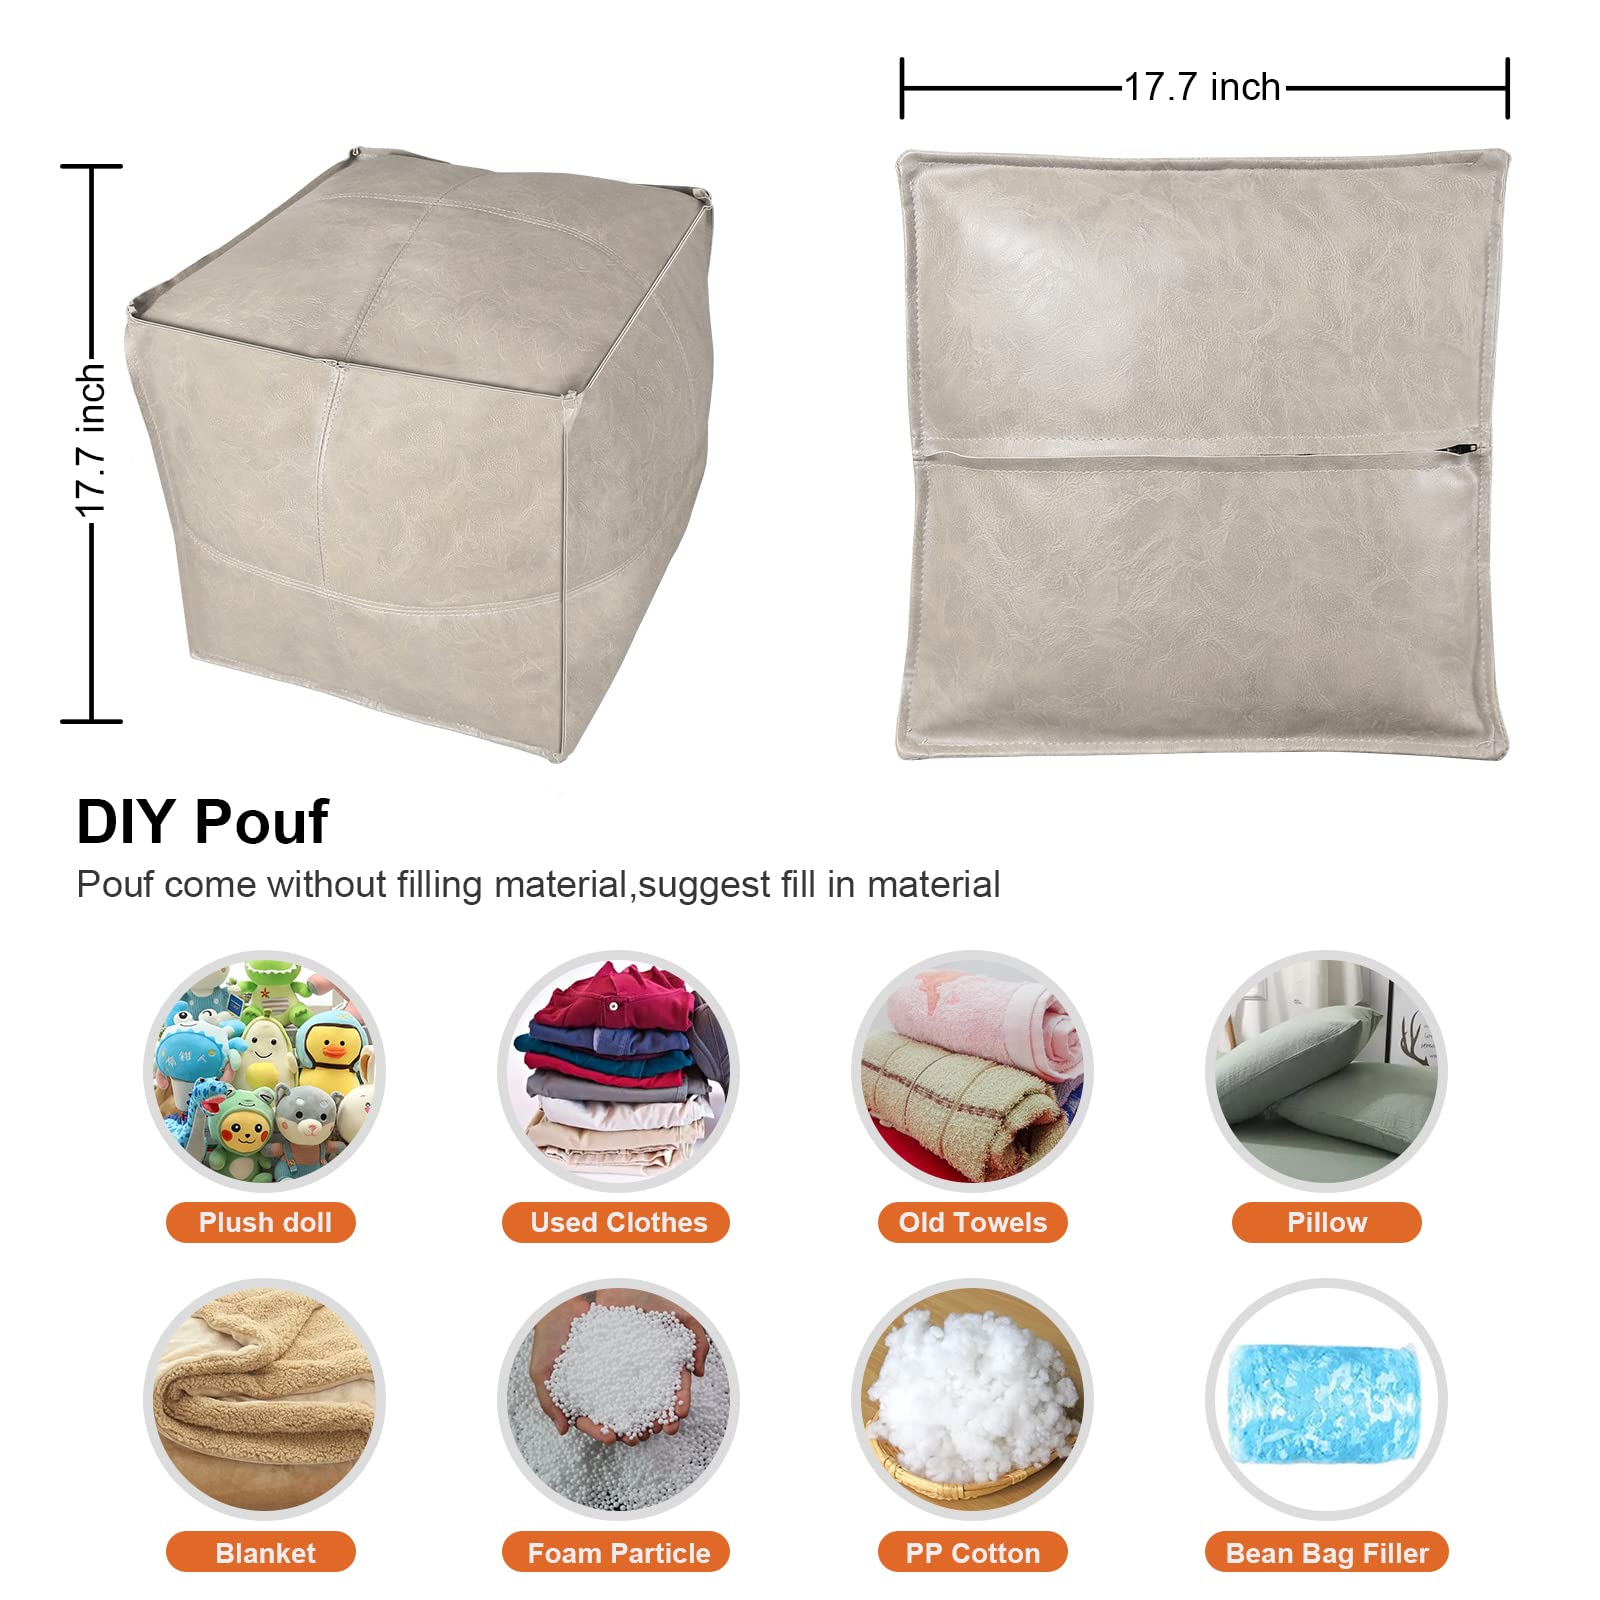 17.7 inch
17.7 inch
DIY Pouf
Pouf come without filling material,suggest fill in material
Plush doll
Used Clothes
Old Towels
Pillow
Blanket
Foam Particle
PP Cotton
Bean Bag Filler